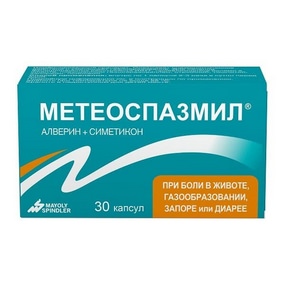 МЕТЕОСПАЗМИЛ®
АЛВЕРИН + СИМЕТИКОН
ПРИ БОЛИ В ЖИВОТЕ,
ГАЗООБРАЗОВАНИИ,
ЗАПОРЕ или ДИАРЕЕ
MAYOLY
SPINDLER
30 капсул